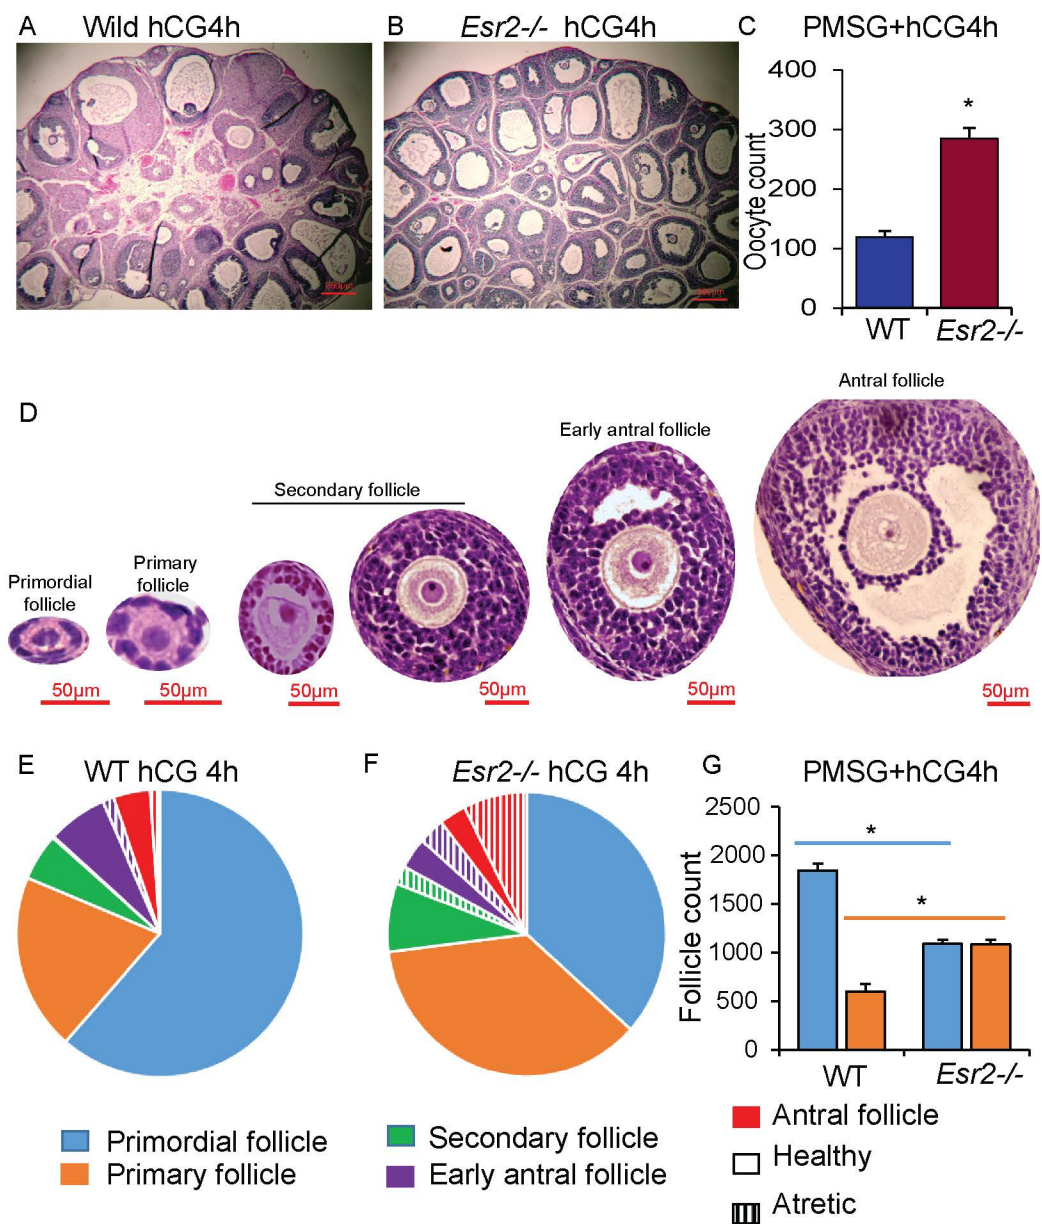 A Wild hCG4h
B Esr2-/- hCG4h
C PMSG+hCG4h
400
300
200
100
0
Oocyte count
*
WT Esr2-/-
250µm
D
Primordial
follicle
Primary
follicle
Secondary follicle
Early antral follicle
Antral follicle
50µm 50µm 50µm 50µm 50µm 50µm
E WT hCG 4h
F Esr2-/- hCG 4h
G PMSG+hCG4h
2500
2000
1500
1000
500
0
Follicle count
*
*
WT Esr2-/-
Primordial follicle
Primary follicle
Secondary follicle
Early antral follicle
Antral follicle
Healthy
Atretic